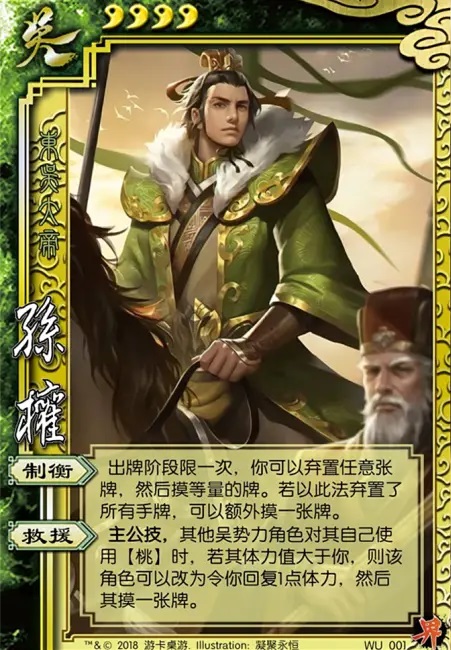 吴
東吳大帝
孫權
制衡
出牌阶段限一次，你可以弃置任意张
牌，然后摸等量的牌。若以此法弃置了
所有手牌，可以额外摸一张牌。
救援
主公技，其他吴势力角色对其自己使
用【桃】时，若其体力值大于你，则该
角色可以改为令你回复1点体力，然后
其摸一张牌。
™&© 2018 游卡桌游. Illustration: 凝聚永恒
WU 001
界